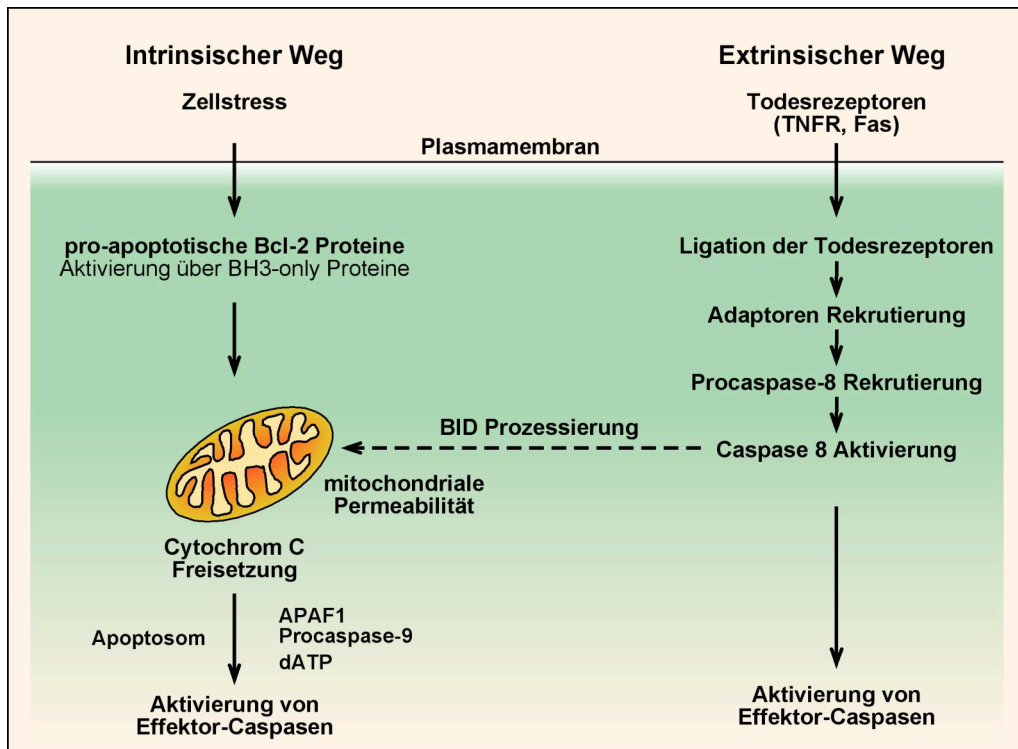 Intrinsischer Weg
Zellstress
Extrinsischer Weg
Todesrezeptoren
(TNFR, Fas)
Plasmamembran
pro-apoptotische Bcl-2 Proteine
Aktivierung über BH3-only Proteine
Ligation der Todesrezeptoren
Adaptoren Rekrutierung
Procaspase-8 Rekrutierung
BID Prozessierung
Caspase 8 Aktivierung
mitochondriale
Permeabilität
Cytochrom C
Freisetzung
Apoptosom
APAF1
Procaspase-9
dATP
Aktivierung von
Effektor-Caspasen
Aktivierung von
Effektor-Caspasen